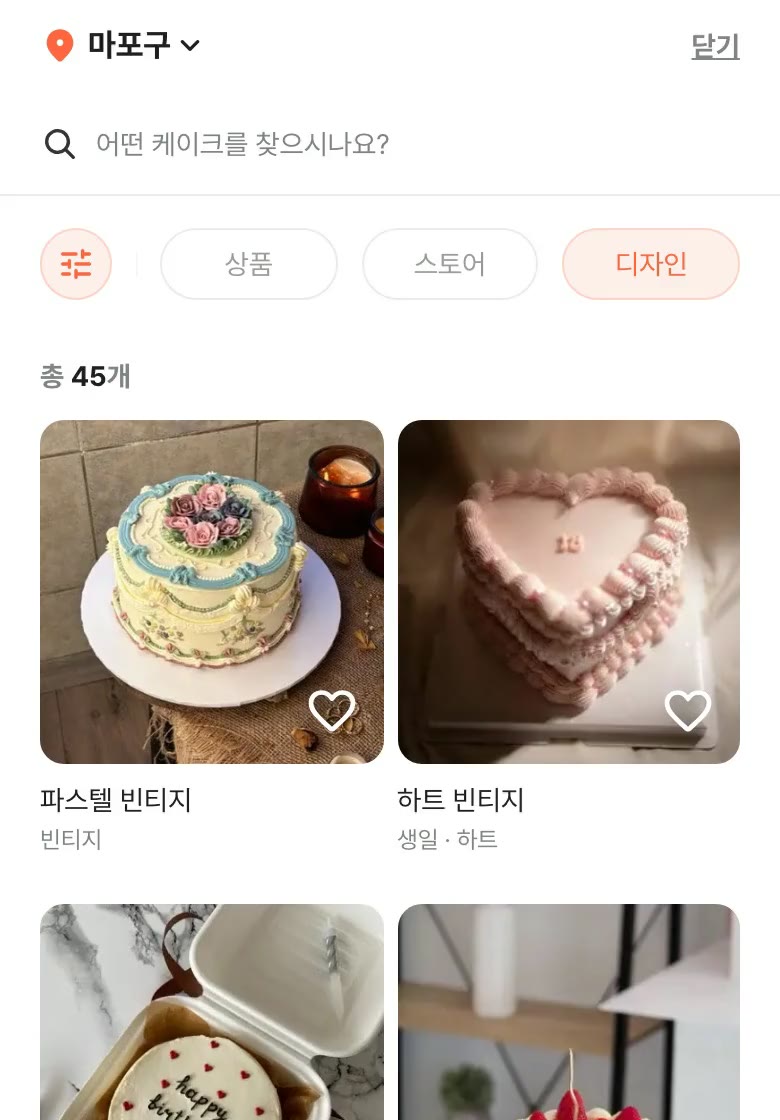 마포구
닫기
어떤 케이크를 찾으시나요?
상품
스토어
디자인
총 45개
파스텔 빈티지
빈티지
하트 빈티지
생일 · 하트
happy